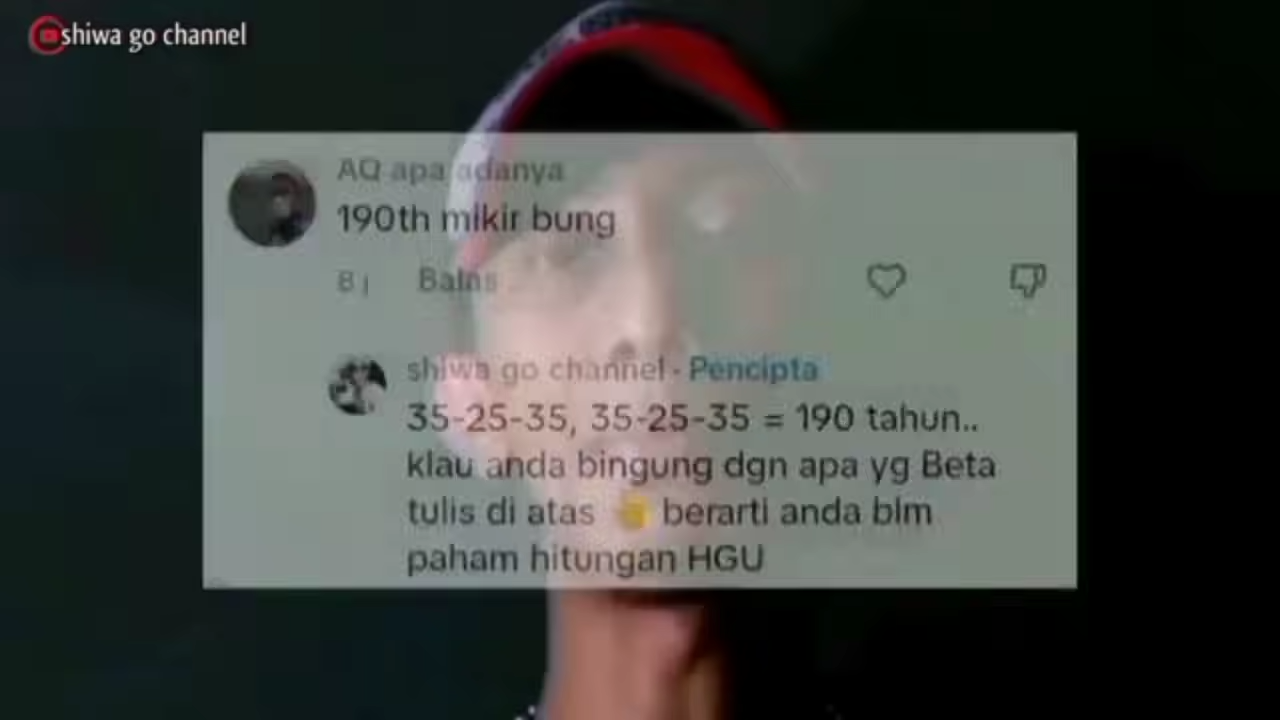 shiwa go channel
AQ apa adanya
190th mikir bung
8 j Balas
shiwa go channel · Pencipta
35-25-35, 35-25-35 = 190 tahun..
klau anda bingung dgn apa yg Beta
tulis di atas 👆 berarti anda blm
paham hitungan HGU